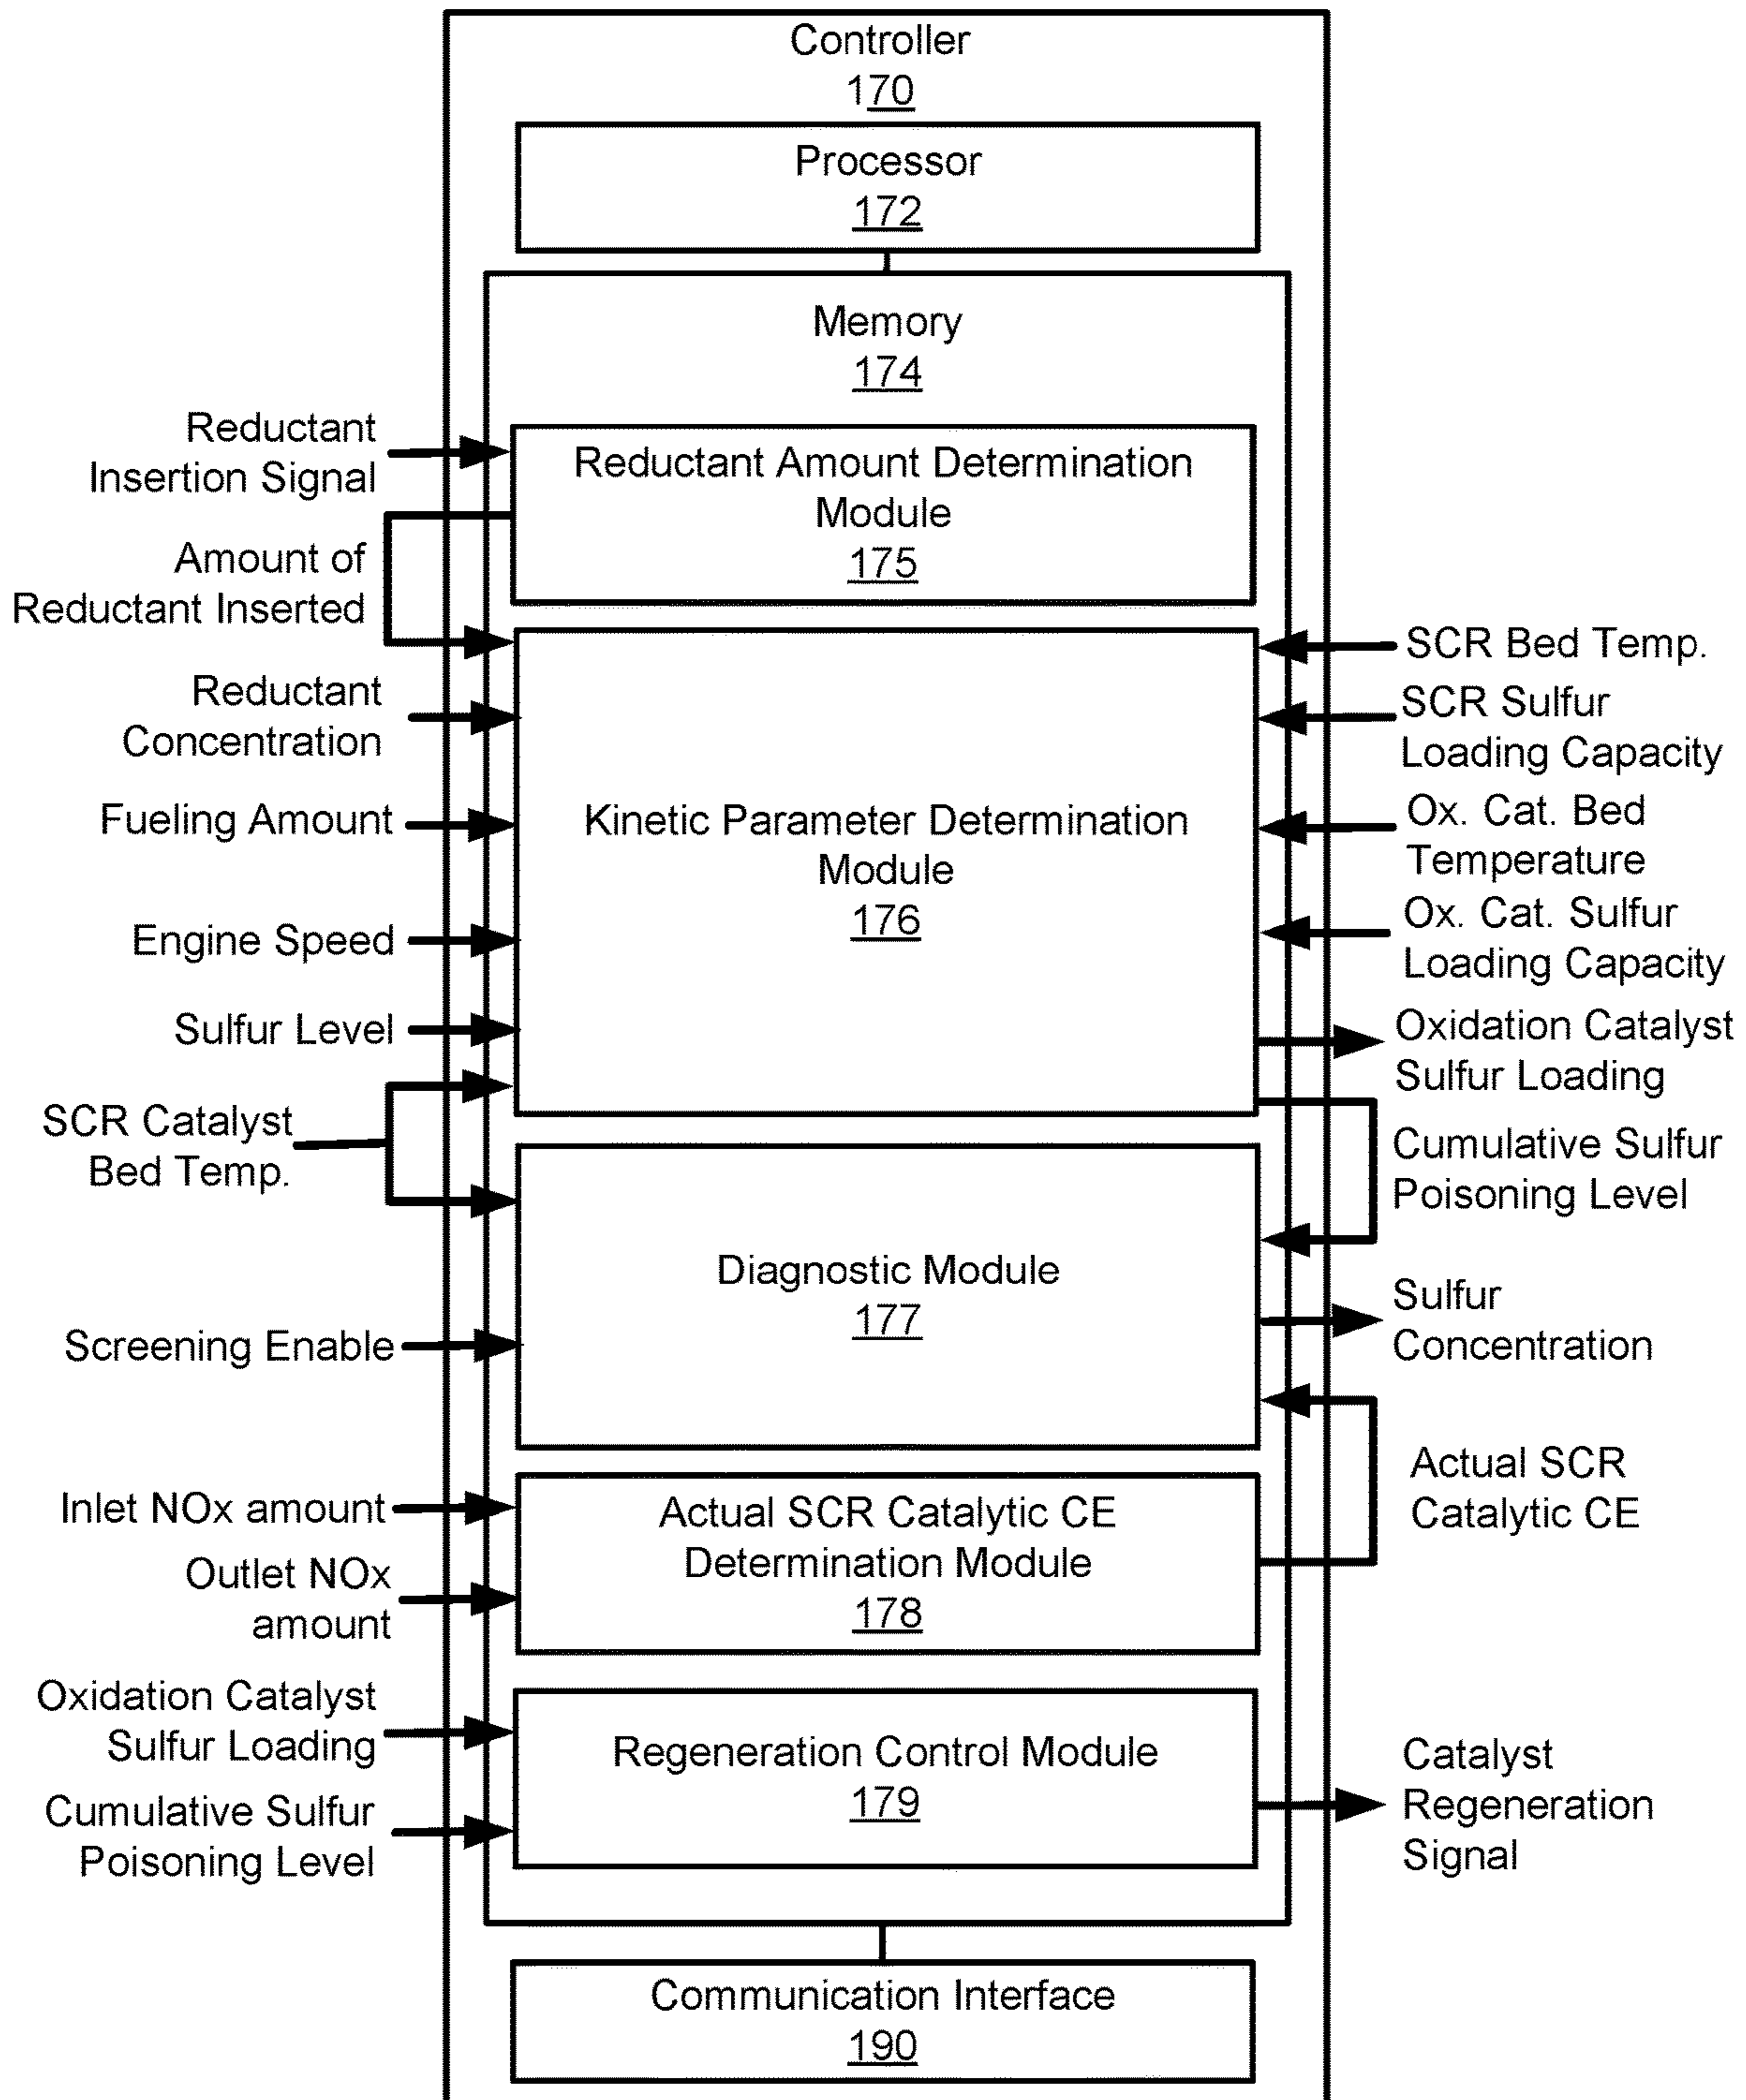 Controller
170
Processor
172
Memory
174
Reductant
Insertion Signal
Reductant Amount Determination
Module
175
Amount of
Reductant Inserted
Reductant
Concentration
Fueling Amount
Engine Speed
Sulfur Level
SCR Catalyst
Bed Temp.
Kinetic Parameter Determination
Module
176
SCR Bed Temp.
SCR Sulfur
Loading Capacity
Ox. Cat. Bed
Temperature
Ox. Cat. Sulfur
Loading Capacity
Oxidation Catalyst
Sulfur Loading
Cumulative Sulfur
Poisoning Level
Screening Enable
Diagnostic Module
177
Sulfur
Concentration
Actual SCR
Catalytic CE
Inlet NOx amount
Outlet NOx
amount
Actual SCR Catalytic CE
Determination Module
178
Oxidation Catalyst
Sulfur Loading
Cumulative Sulfur
Poisoning Level
Regeneration Control Module
179
Catalyst
Regeneration
Signal
Communication Interface
190